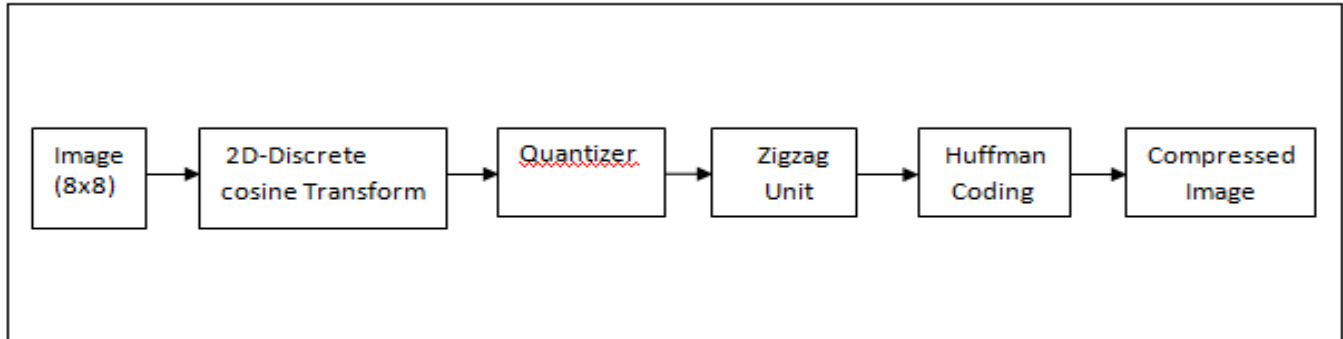 Image
(8x8)
2D-Discrete
cosine Transform
Quantizer
Zigzag
Unit
Huffman
Coding
Compressed
Image